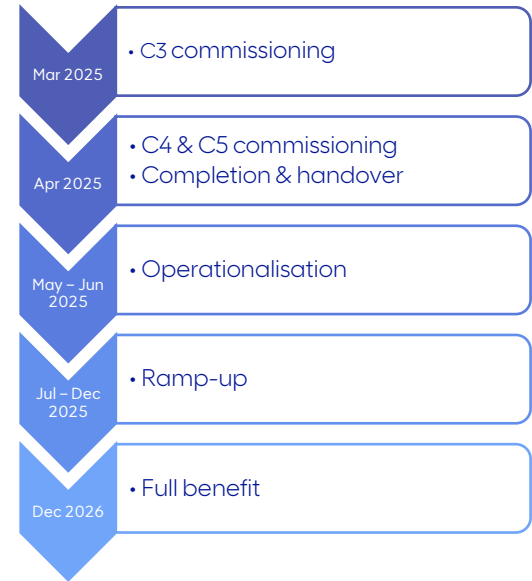 Mar 2025
• C3 commissioning
Apr 2025
• C4 & C5 commissioning
• Completion & handover
May – Jun
2025
• Operationalisation
Jul – Dec
2025
• Ramp-up
Dec 2026
• Full benefit